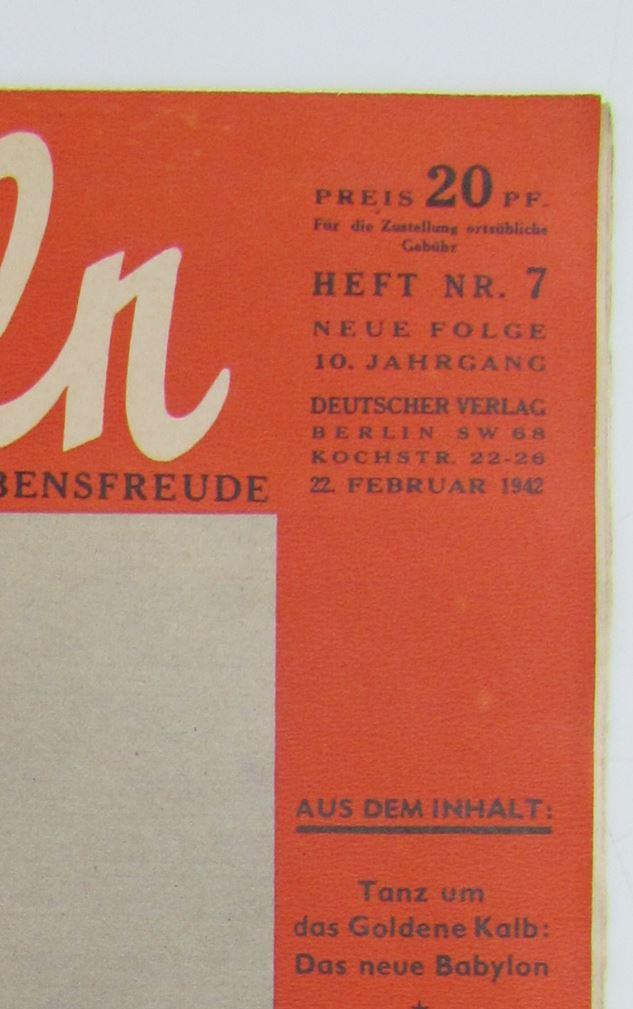 ln
BENSFREUDE
PREIS 20 PF.
Für die Zustellung ortsübliche
Gebühr
HEFT NR. 7
NEUE FOLGE
10. JAHRGANG
DEUTSCHER VERLAG
BERLIN SW 68
KOCHSTR. 22-26
22. FEBRUAR 1942
AUS DEM INHALT:
Tanz um
das Goldene Kalb:
Das neue Babylon